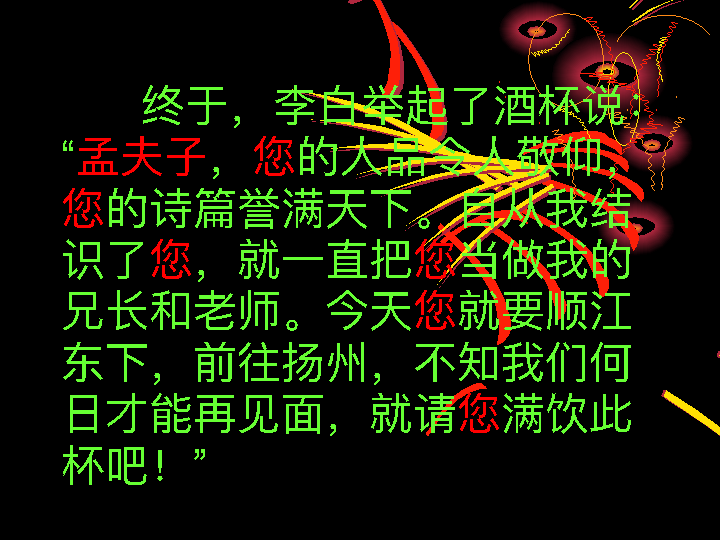 终于，李白举起了酒杯说：
“孟夫子，您的人品令人敬仰，
您的诗篇誉满天下。自从我结
识了您，就一直把您当做我的
兄长和老师。今天您就要顺江
东下，前往扬州，不知我们何
日才能再见面，就请您满饮此
杯吧！”